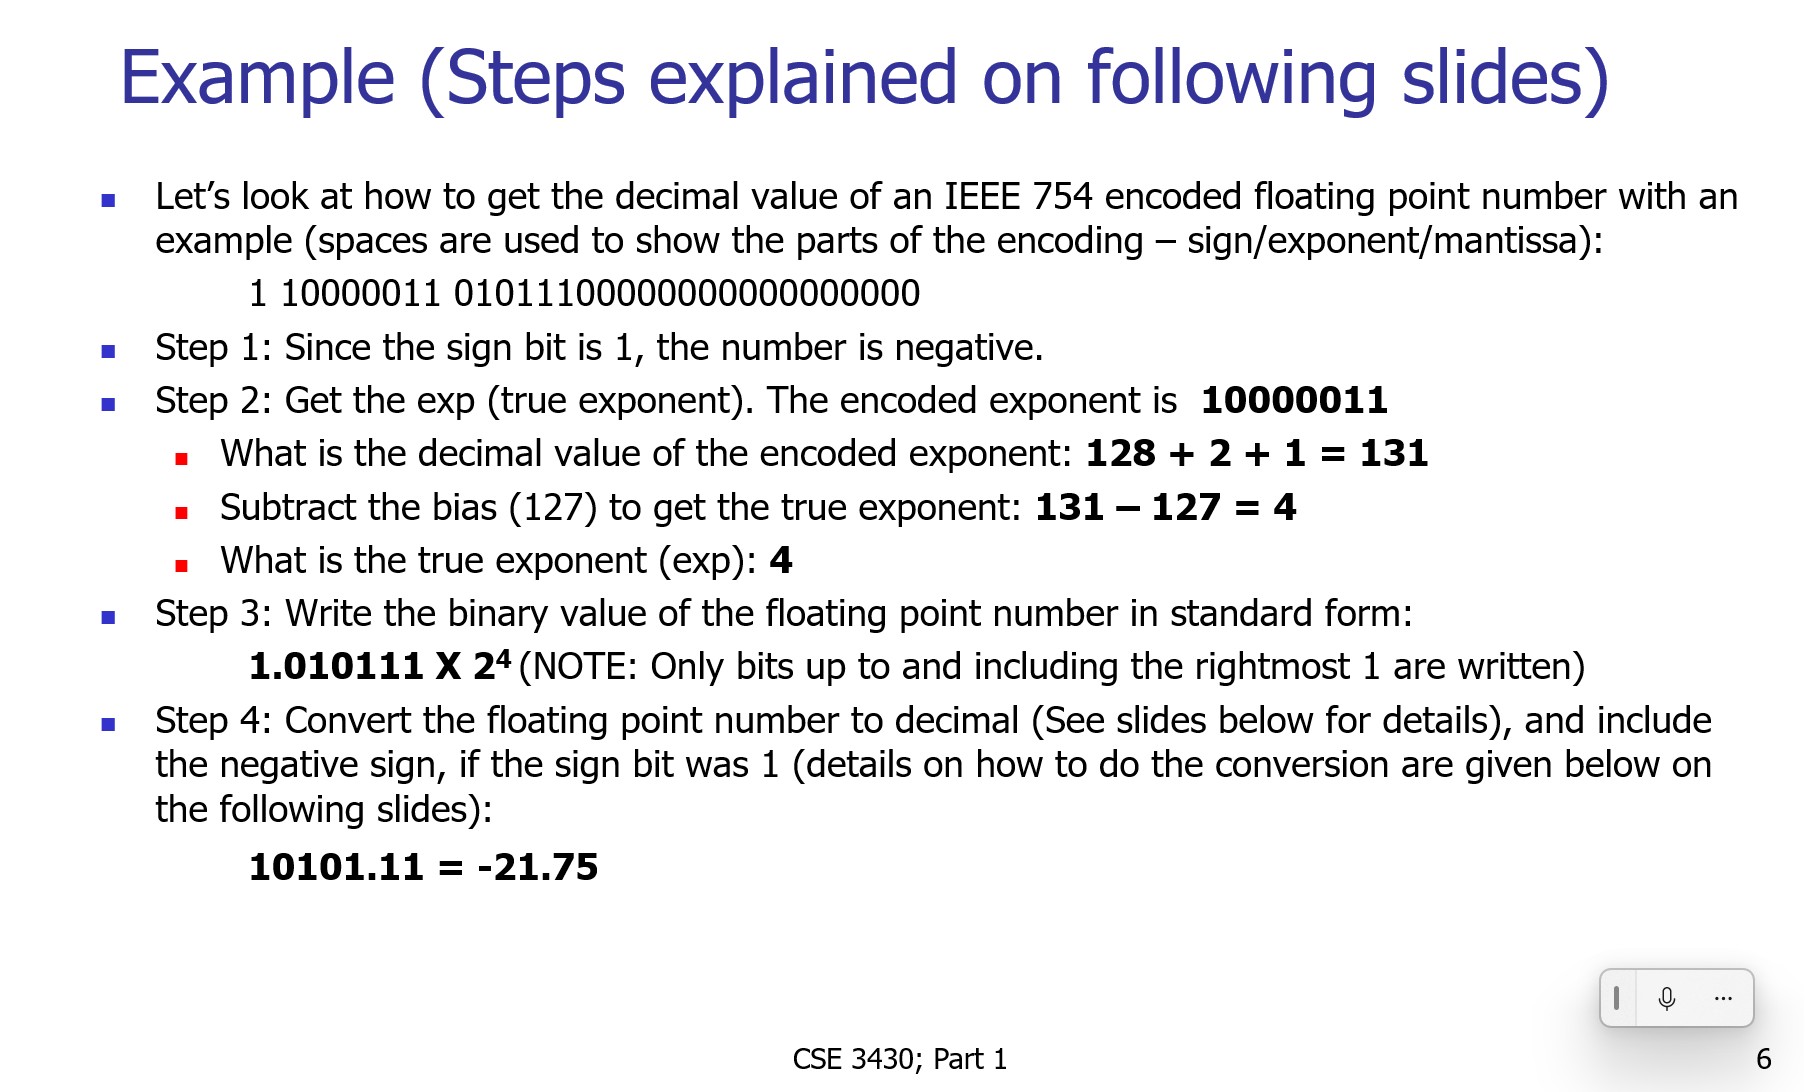 Example (Steps explained on following slides)
Let’s look at how to get the decimal value of an IEEE 754 encoded floating point number with an
example (spaces are used to show the parts of the encoding – sign/exponent/mantissa):
1 10000011 01011100000000000000000
Step 1: Since the sign bit is 1, the number is negative.
Step 2: Get the exp (true exponent). The encoded exponent is 10000011
What is the decimal value of the encoded exponent: 128 + 2 + 1 = 131
Subtract the bias (127) to get the true exponent: 131 – 127 = 4
What is the true exponent (exp): 4
Step 3: Write the binary value of the floating point number in standard form:
1.010111 X 2⁴ (NOTE: Only bits up to and including the rightmost 1 are written)
Step 4: Convert the floating point number to decimal (See slides below for details), and include
the negative sign, if the sign bit was 1 (details on how to do the conversion are given below on
the following slides):
10101.11 = -21.75
CSE 3430; Part 1
6